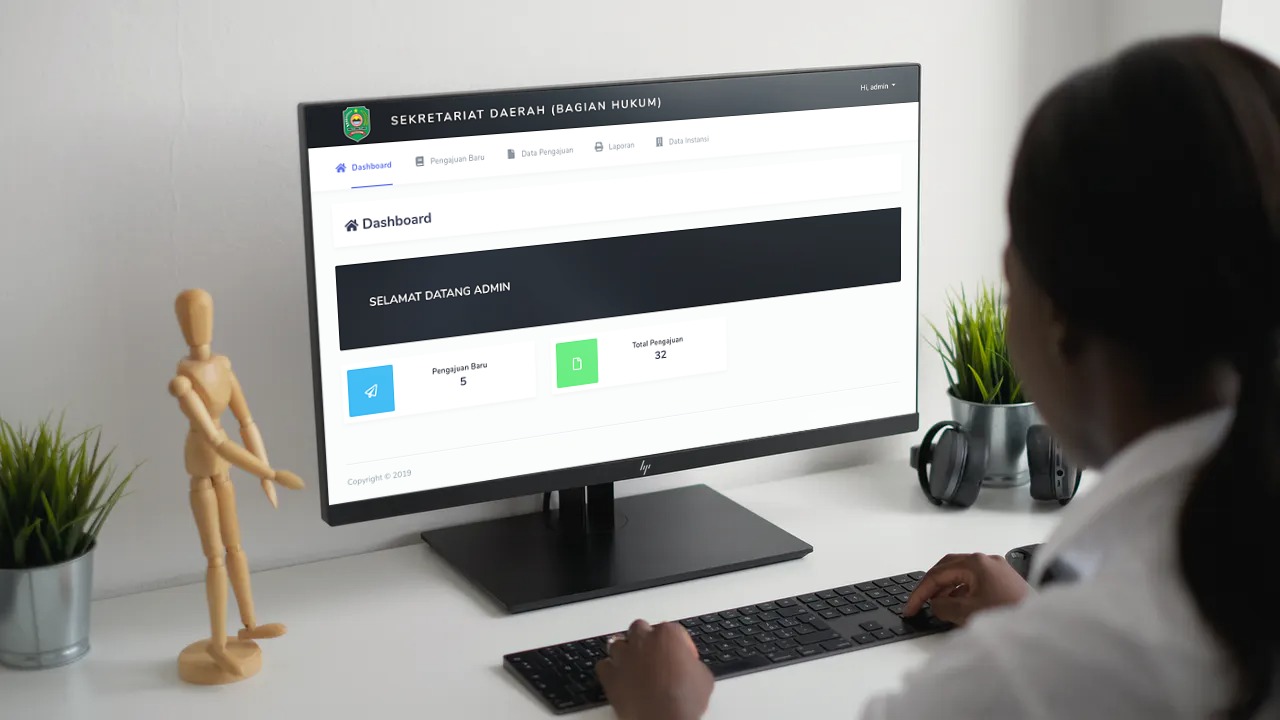 SEKRETARIAT DAERAH (BAGIAN HUKUM)
Hi, admin
Dashboard
Pengajuan Baru
Data Pengajuan
Laporan
Data Instansi
Dashboard
SELAMAT DATANG ADMIN
Pengajuan Baru
5
Total Pengajuan
32
Copyright © 2019
hp